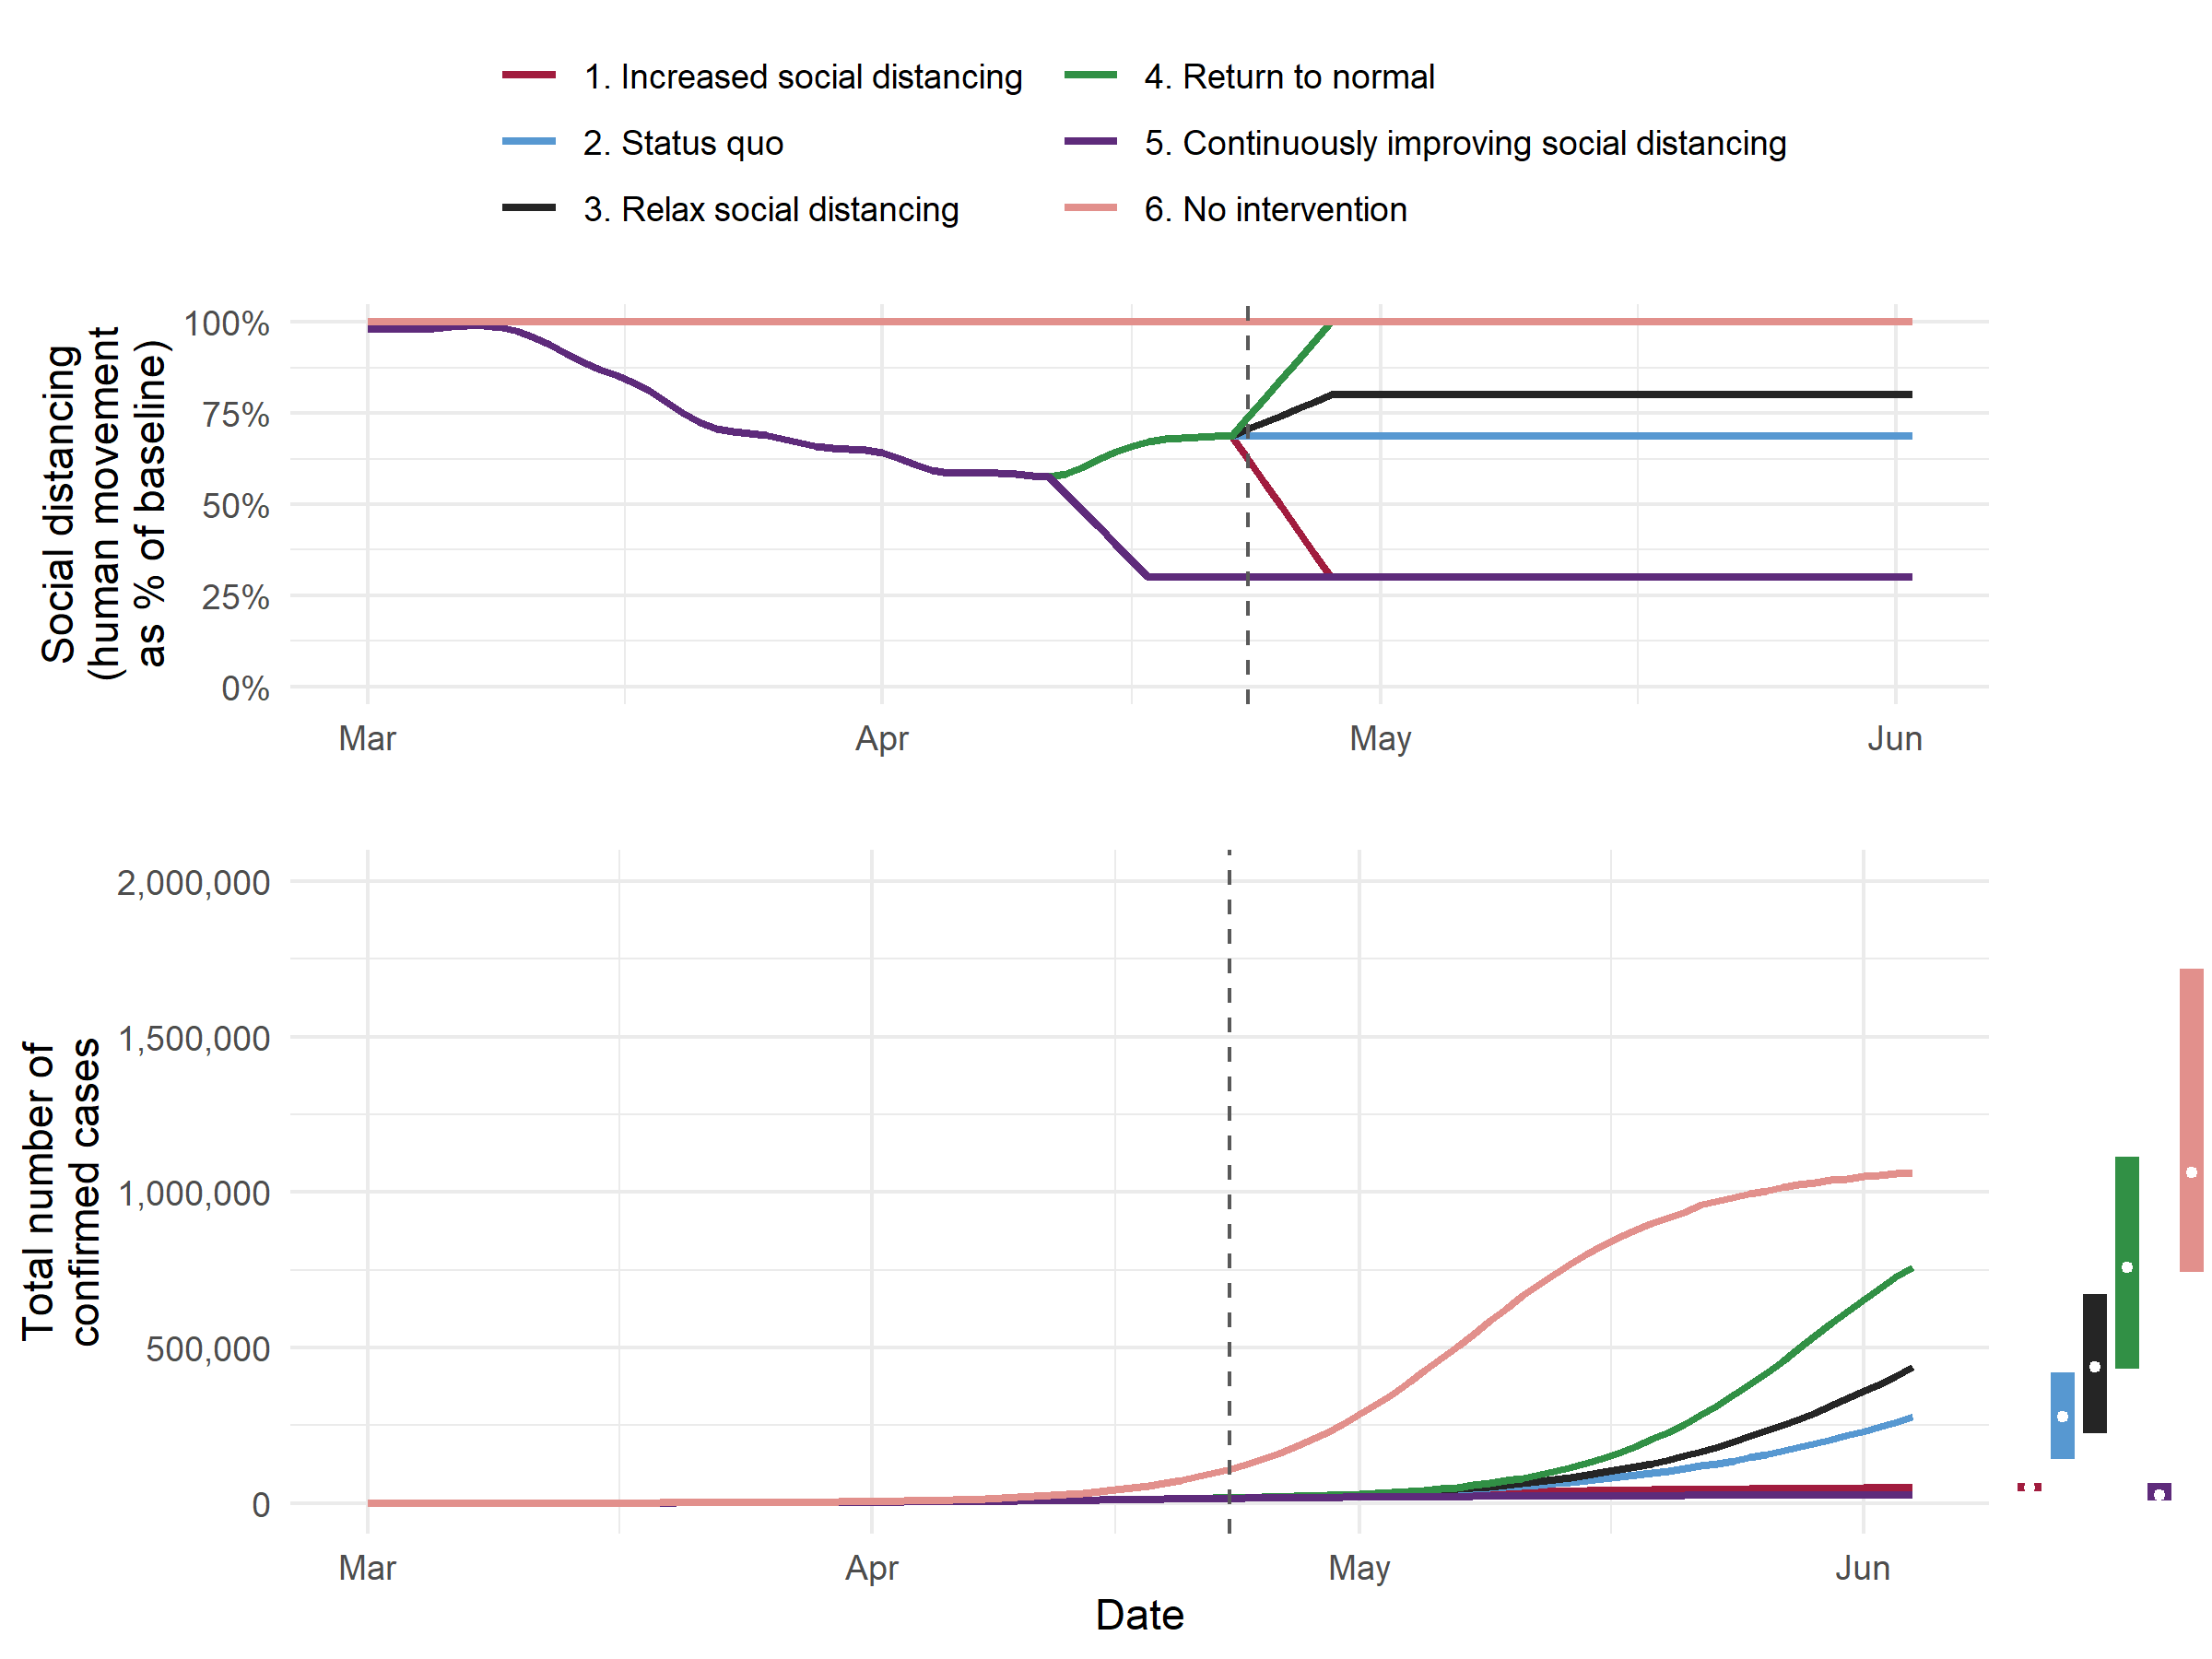 1. Increased social distancing
2. Status quo
3. Relax social distancing
4. Return to normal
5. Continuously improving social distancing
6. No intervention
Social distancing
(human movement
as % of baseline)
100%
75%
50%
25%
0%
Mar Apr May Jun
Total number of
confirmed cases
2,000,000
1,500,000
1,000,000
500,000
0
Mar Apr May Jun
Date